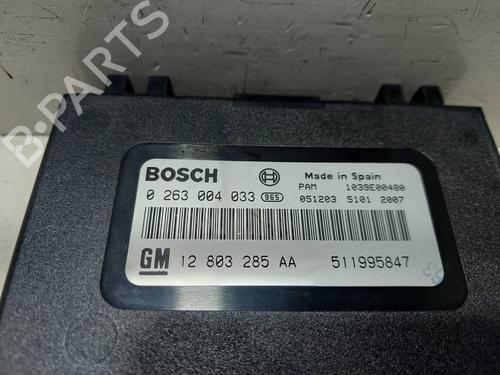 B-PARTS
BOSCH
Made in Spain
0 263 004 033 965
PAM 1039E00480
051203 5101 2007
GM 12 803 285 AA 511995847